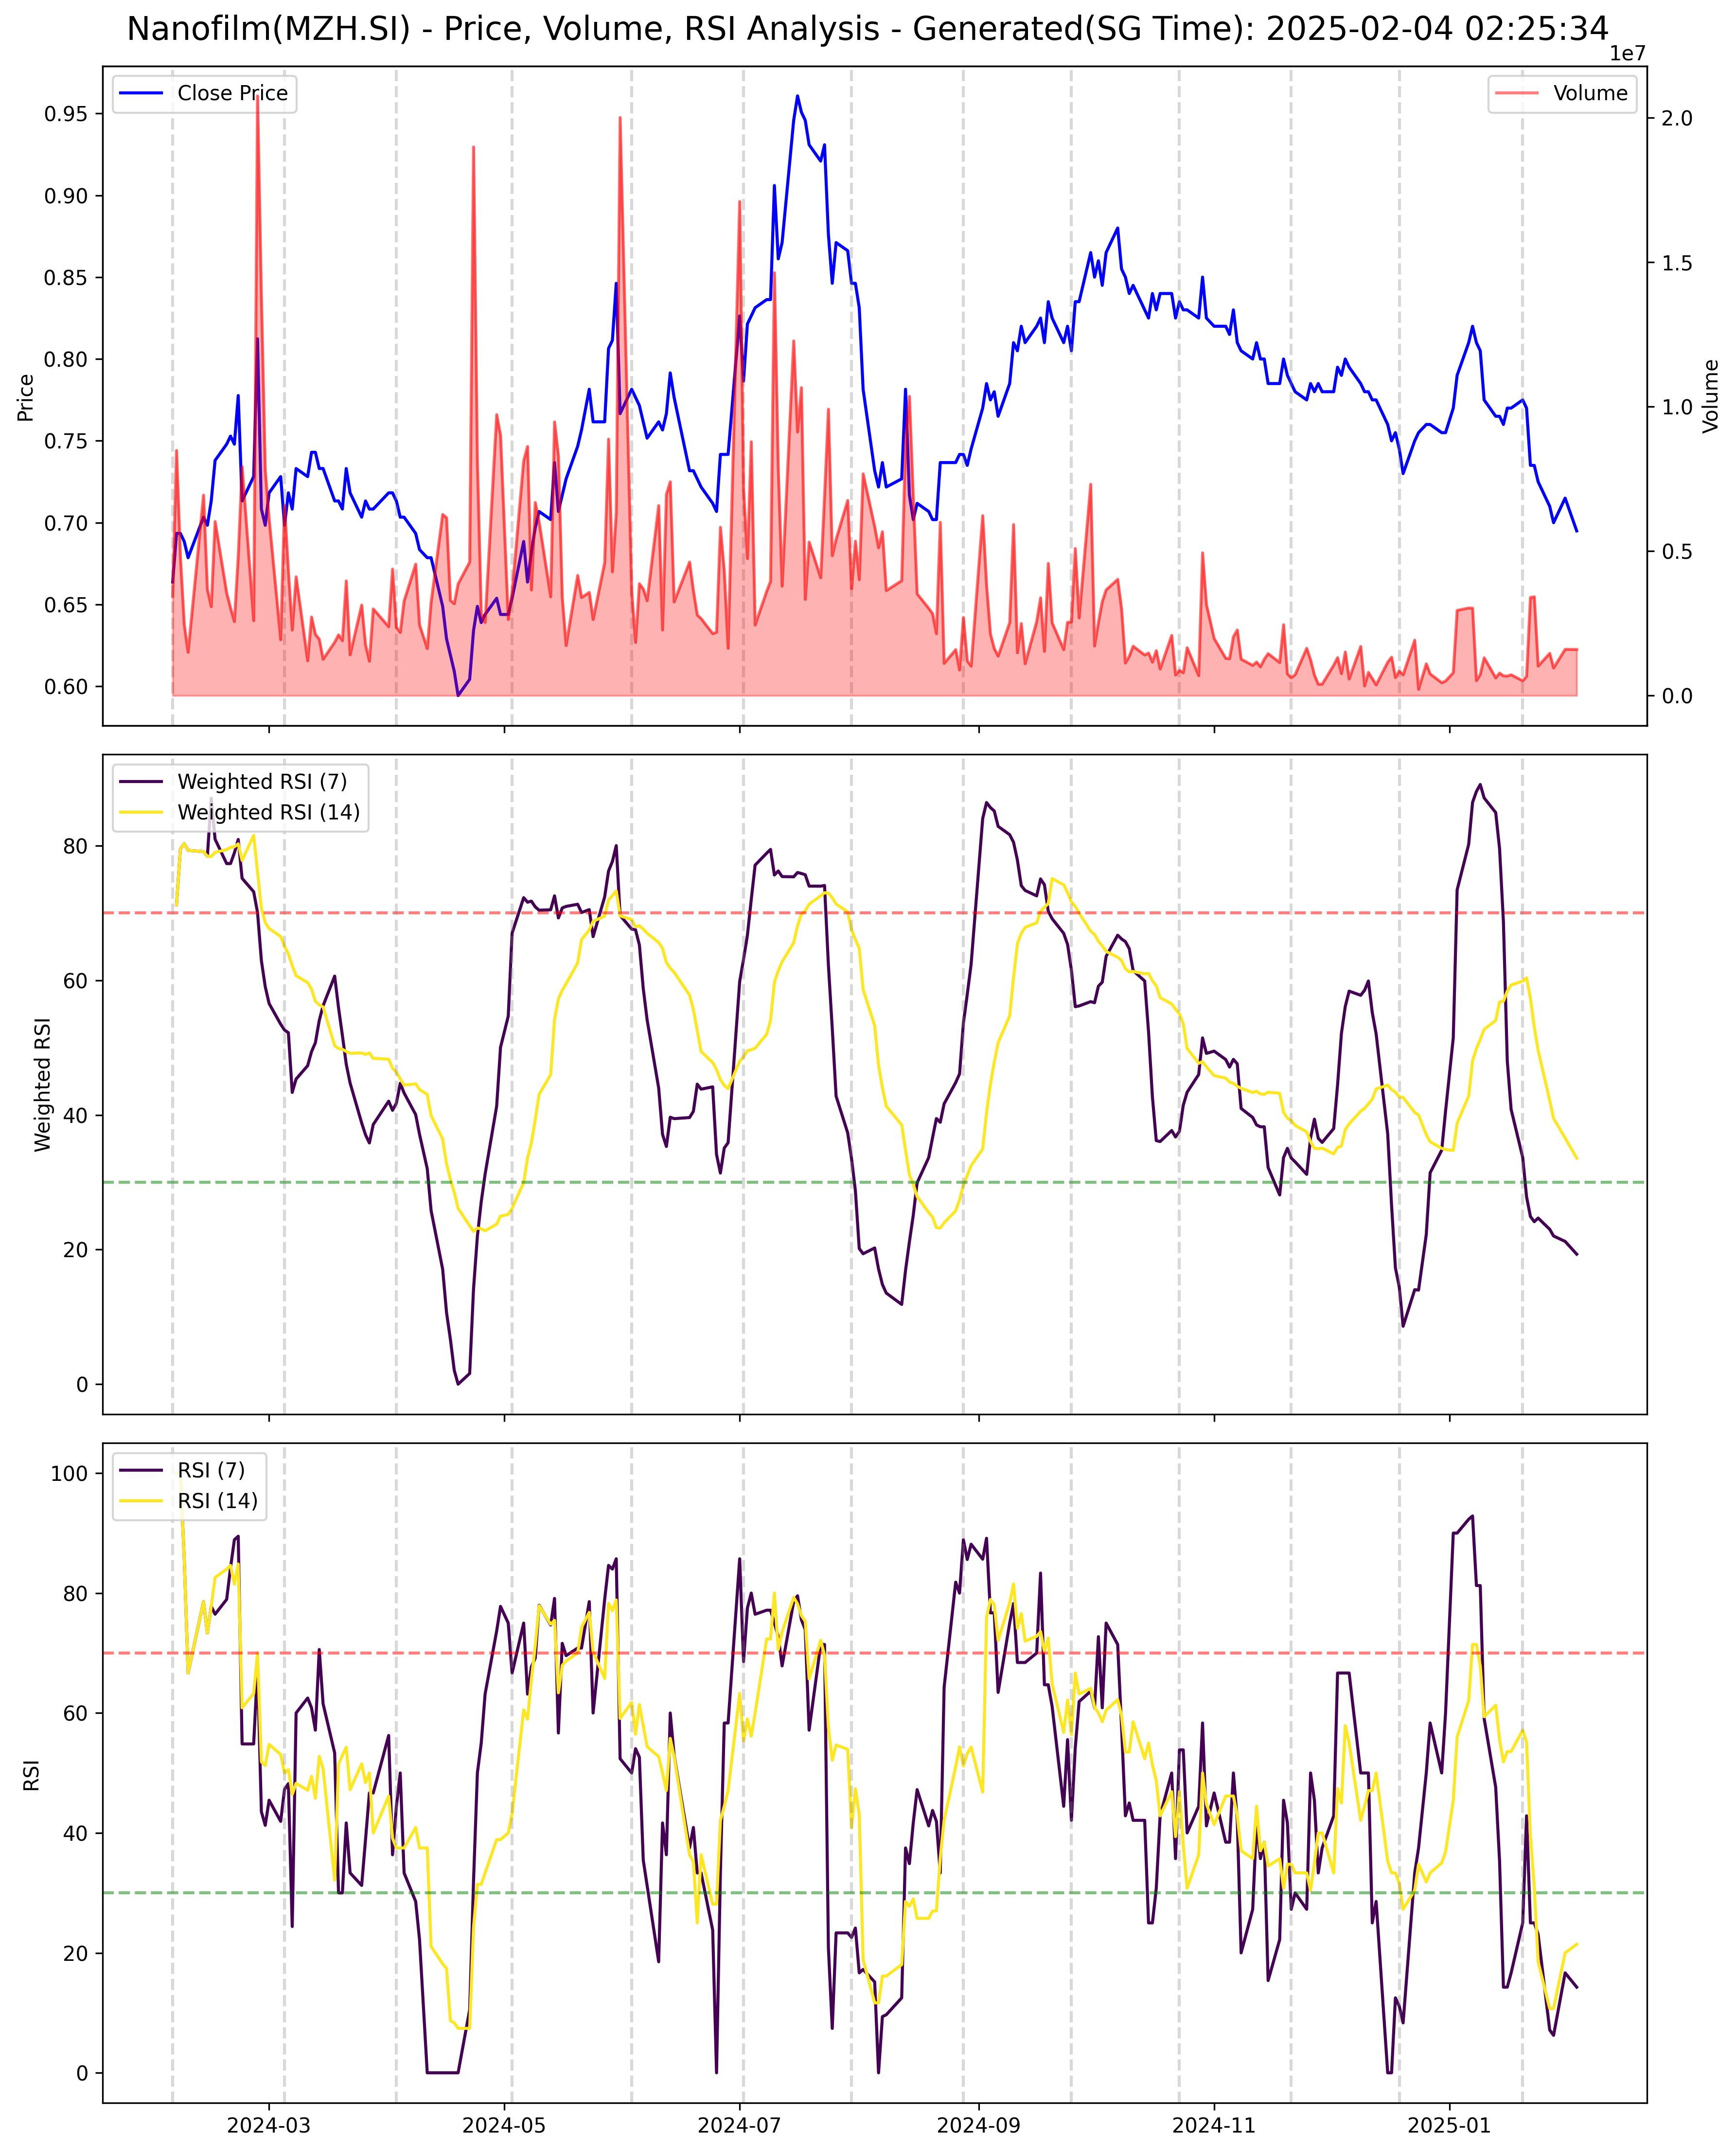 Nanofilm(MZH.SI) - Price, Volume, RSI Analysis - Generated(SG Time): 2025-02-04 02:25:34
1e7
Close Price
Volume
0.95
0.90
0.85
0.80
0.75
0.70
0.65
0.60
Price
2.0
1.5
1.0
0.5
0.0
Volume
Weighted RSI (7)
Weighted RSI (14)
80
60
40
20
0
Weighted RSI
RSI (7)
RSI (14)
100
80
60
40
20
0
RSI
2024-03
2024-05
2024-07
2024-09
2024-11
2025-01